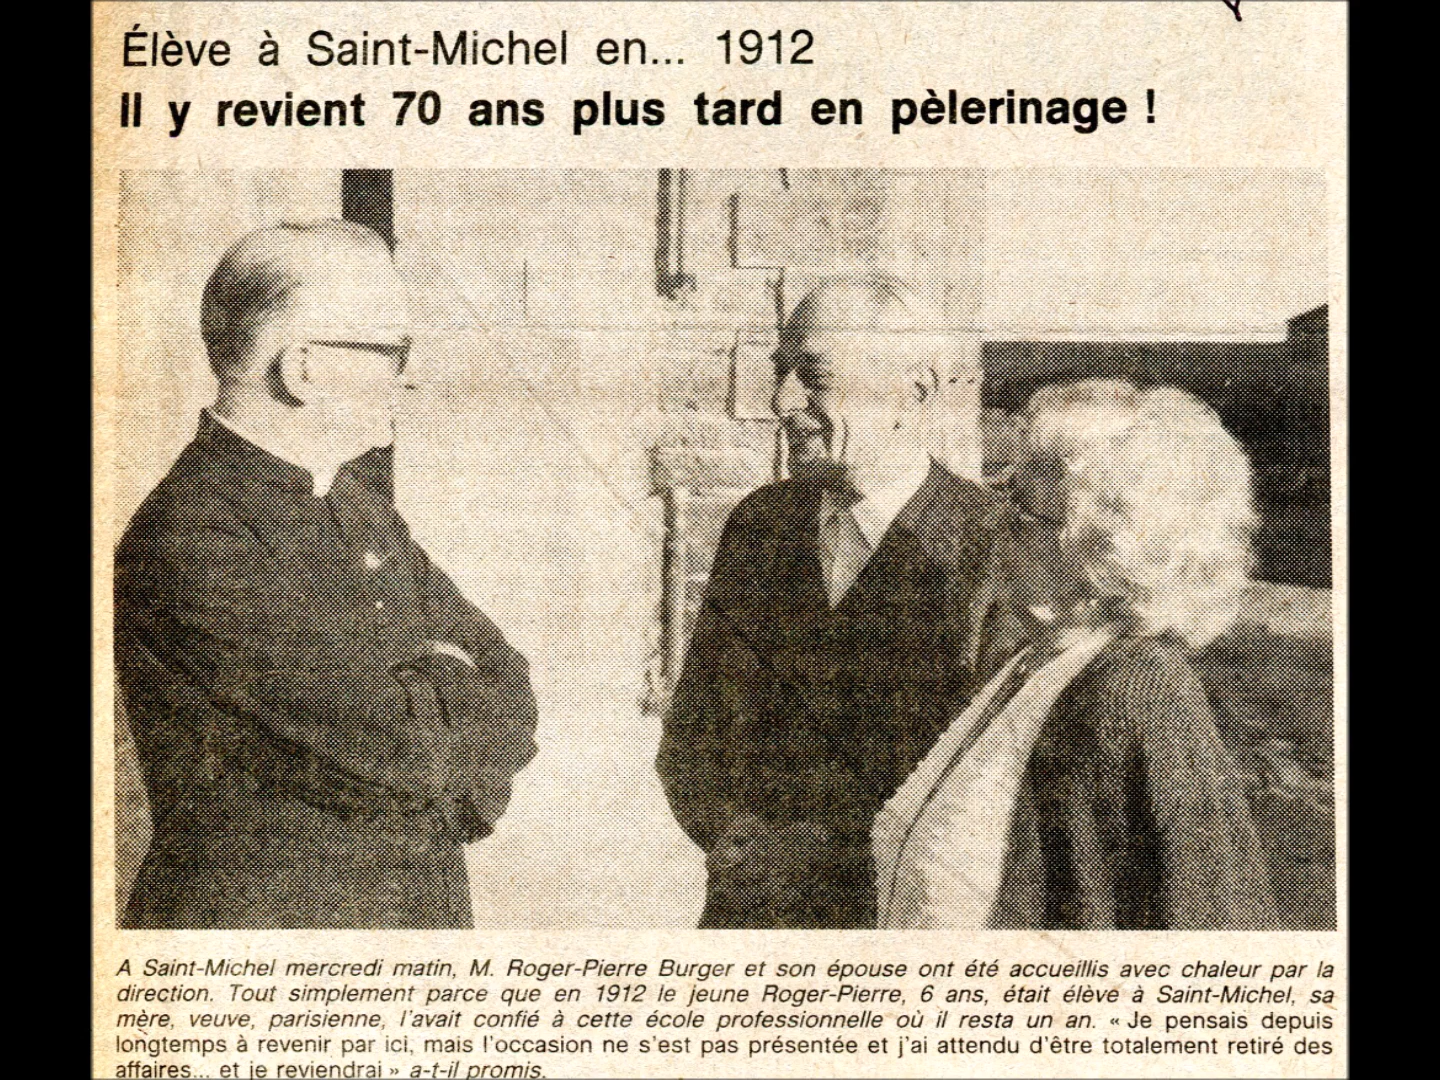 Élève à Saint-Michel en... 1912
Il y revient 70 ans plus tard en pèlerinage !
A Saint-Michel mercredi matin, M. Roger-Pierre Burger et son épouse ont été accueillis avec chaleur par la
direction. Tout simplement parce que en 1912 le jeune Roger-Pierre, 6 ans, était élève à Saint-Michel, sa
mère, veuve, parisienne, l'avait confié à cette école professionnelle où il resta un an. « Je pensais depuis
longtemps à revenir par ici, mais l'occasion ne s'est pas présentée et j'ai attendu d'être totalement retiré des
affaires... et je reviendrai » a-t-il promis.